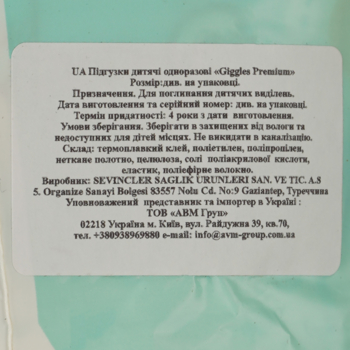 UA Підгузки дитячі одноразові «Giggles Premium»
Розмір:див. на упаковці.
Призначення. Для поглинання дитячих виділень.
Дата виготовлення та серійний номер: див. на упаковці.
Термін придатності: 4 роки з дати виготовлення.
Умови зберігання. Зберігати в захищених від вологи та
недоступних для дітей місцях. Не викидати в каналізацію.
Склад: термоплавкий клей, поліетилен, поліпропілен,
неткане полотно, целюлоза, солі поліакрилової кислоти,
еластик, поліефірне волокно.
Виробник: SEVINCLER SAGLIK URUNLERI SAN. VE TIC. A.S
5. Organize Sanayi Bolgesi 83557 Nolu Cd. No:9 Gaziantep, Туреччина
Уповноважений представник та імпортер в Україні :
ТОВ «АВМ Груп»
02218 Україна м. Київ, вул. Райдужна 39, кв.70,
тел. +380938969880 e-mail: info@avm-group.com.ua